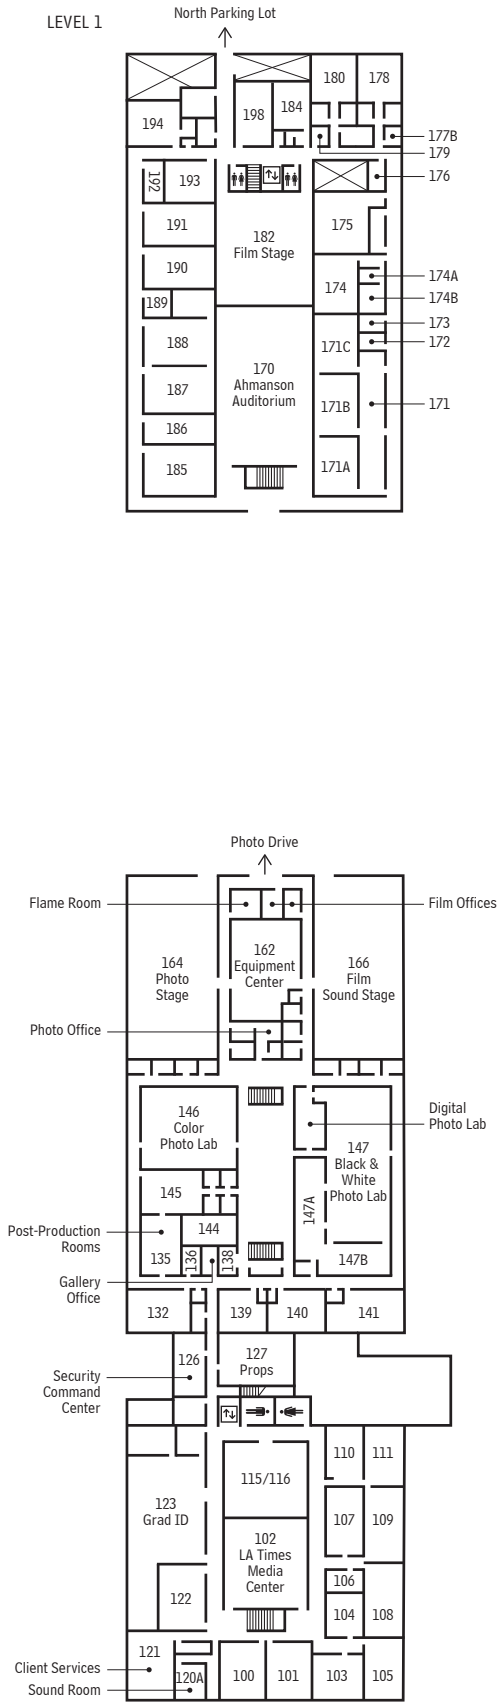 LEVEL 1
North Parking Lot
180
178
198
184
194
177B
179
176
192
193
175
191
182
Film Stage
190
174A
174
174B
189
173
172
188
171C
170
Ahmanson
Auditorium
187
171B
171
186
185
171A
Photo Drive
Flame Room
Film Offices
162
Equipment
Center
164
Photo
Stage
166
Film
Sound Stage
Photo Office
146
Color
Photo Lab
Digital
Photo Lab
147
Black &
White
Photo Lab
145
147A
144
Post-Production
Rooms
135
136
138
147B
Gallery
Office
132
139
140
141
126
127
Props
Security
Command
Center
110
111
115/116
123
Grad ID
107
109
102
LA Times
Media
Center
106
122
104
108
121
Client Services
120A
100
101
103
105
Sound Room